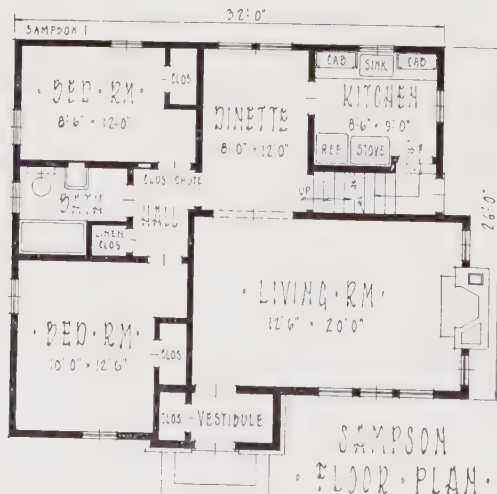 32'-0"
SAMPSON 1
CLOS
CAB
SINK
CAB
BED·RM·
8'-6" × 12'-0"
DINETTE
8'-0" × 12'0"
KITCHEN
8'-6" × 9'-0"
REF
STOVE
CLOS CHUTE
UP
BATH
HALL
LINEN
CLOS
26'-0"
·LIVING·RM·
12'-6" × 20'-0"
·BED·RM·
10'-0" × 12'-6"
CLOS
CLOS
VESTIBULE
SAMPSON
·FLOOR·PLAN·